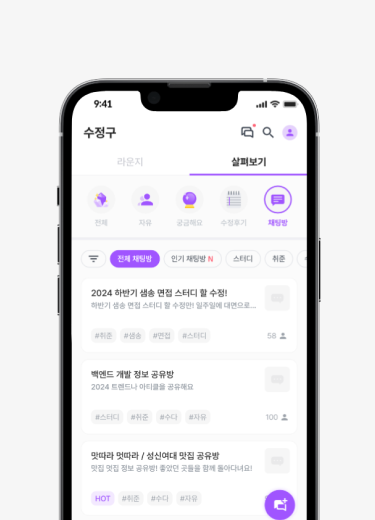 9:41
수정구
라운지
살펴보기
전체
자유
궁금해요
수정후기
채팅방
전체 채팅방
인기 채팅방 N
스터디
취준
2024 하반기 샘숭 면접 스터디 할 수정!
하반기 샘숭 면접 스터디 할 수정만! 일주일에 대면으로...
#취준 #샘숭 #면접 #스터디
58
백엔드 개발 정보 공유방
2024 트렌드나 아티클을 공유해요
#스터디 #취준 #수다 #자유
100
맛따라 멋따라 / 성신여대 맛집 공유방
맛집 멋집 정보 공유방! 좋았던 곳들을 함께 돌아다녀요!
HOT #취준 #수다 #자유